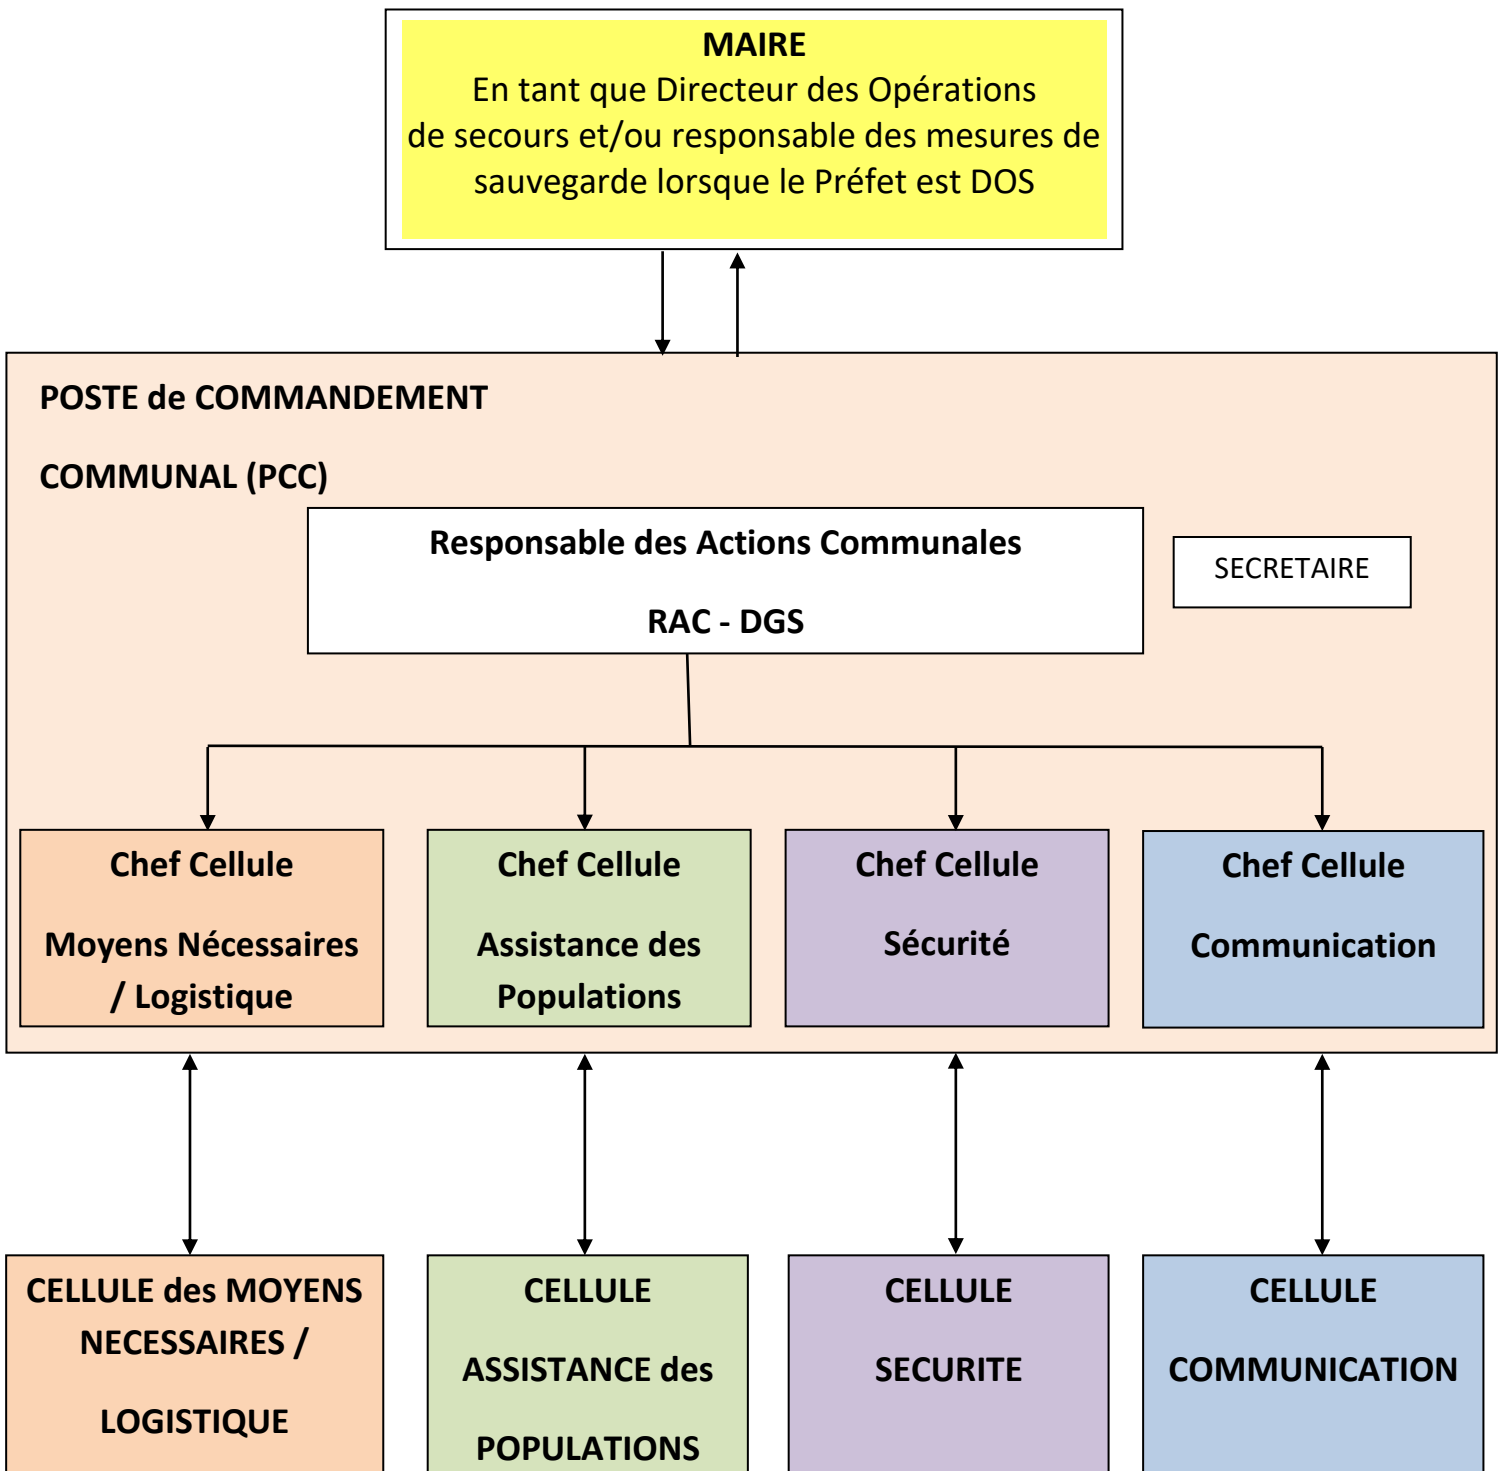 MAIRE
En tant que Directeur des Opérations
de secours et/ou responsable des mesures de
sauvegarde lorsque le Préfet est DOS
POSTE de COMMANDEMENT
COMMUNAL (PCC)
Responsable des Actions Communales
RAC - DGS
SECRETAIRE
Chef Cellule
Moyens Nécessaires
/ Logistique
Chef Cellule
Assistance des
Populations
Chef Cellule
Sécurité
Chef Cellule
Communication
CELLULE des MOYENS
NECESSAIRES /
LOGISTIQUE
CELLULE
ASSISTANCE des
POPULATIONS
CELLULE
SECURITE
CELLULE
COMMUNICATION